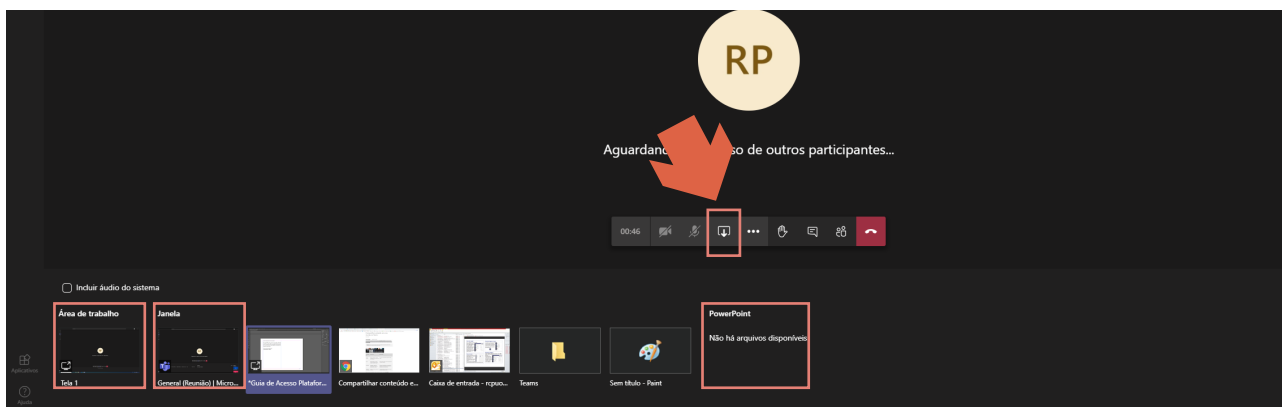 RP
Aguardando
so de outros participantes...
00:46
Incluir áudio do sistema
Área de trabalho
Janela
PowerPoint
Não há arquivos disponíveis
Aplicativos
Tela 1
General (Reunião) | Micro...
*Guia de Acesso Platafor...
Compartilhar conteúdo e...
Caixa de entrada - rcpuo...
Teams
Sem título - Paint
Ajuda